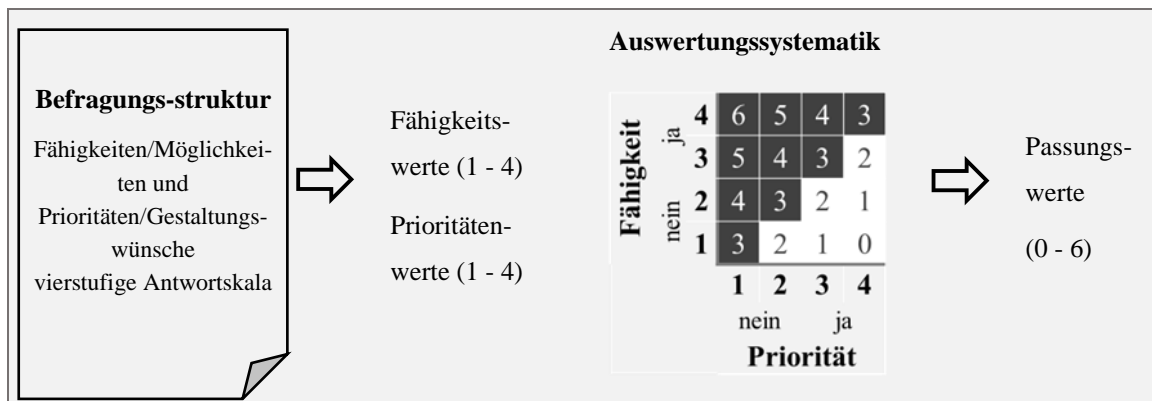 Befragungs-struktur
Fähigkeiten/Möglichkei-
ten und
Prioritäten/Gestaltungs-
wünsche
vierstufige Antwortskala
Fähigkeits-
werte (1 - 4)
Prioritäten-
werte (1 - 4)
Auswertungssystematik
Fähigkeit
nein ja
4 6 5 4 3
3 5 4 3 2
2 4 3 2 1
1 3 2 1 0
1 2 3 4
nein ja
Priorität
Passungs-
werte
(0 - 6)